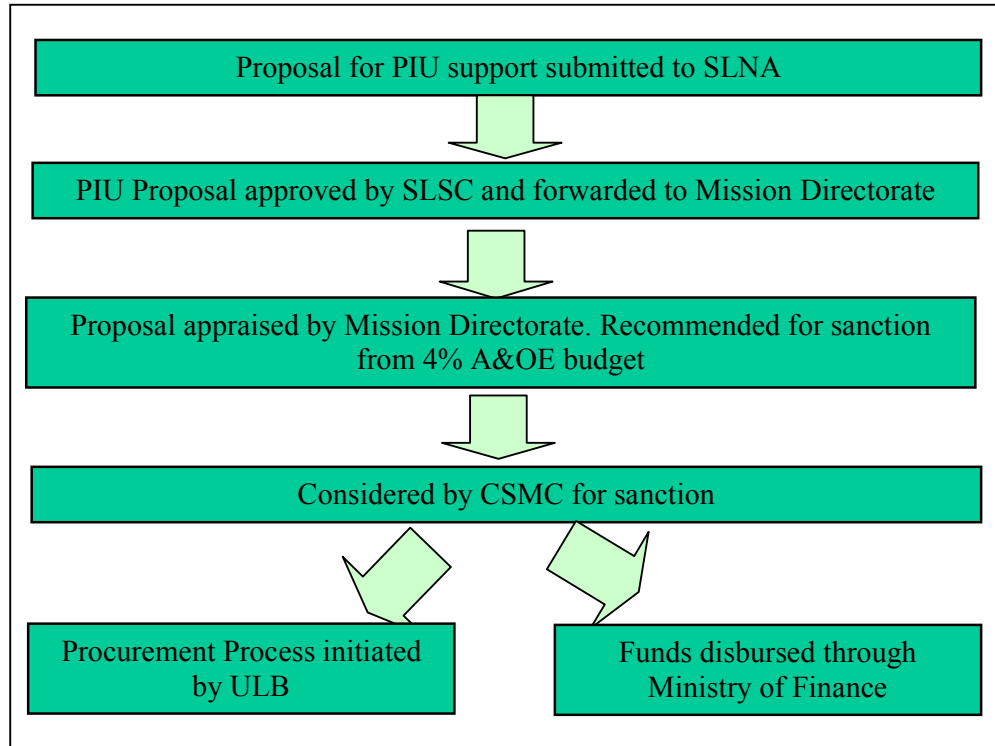 Proposal for PIU support submitted to SLNA
PIU Proposal approved by SLSC and forwarded to Mission Directorate
Proposal appraised by Mission Directorate. Recommended for sanction
from 4% A&OE budget
Considered by CSMC for sanction
Procurement Process initiated
by ULB
Funds disbursed through
Ministry of Finance